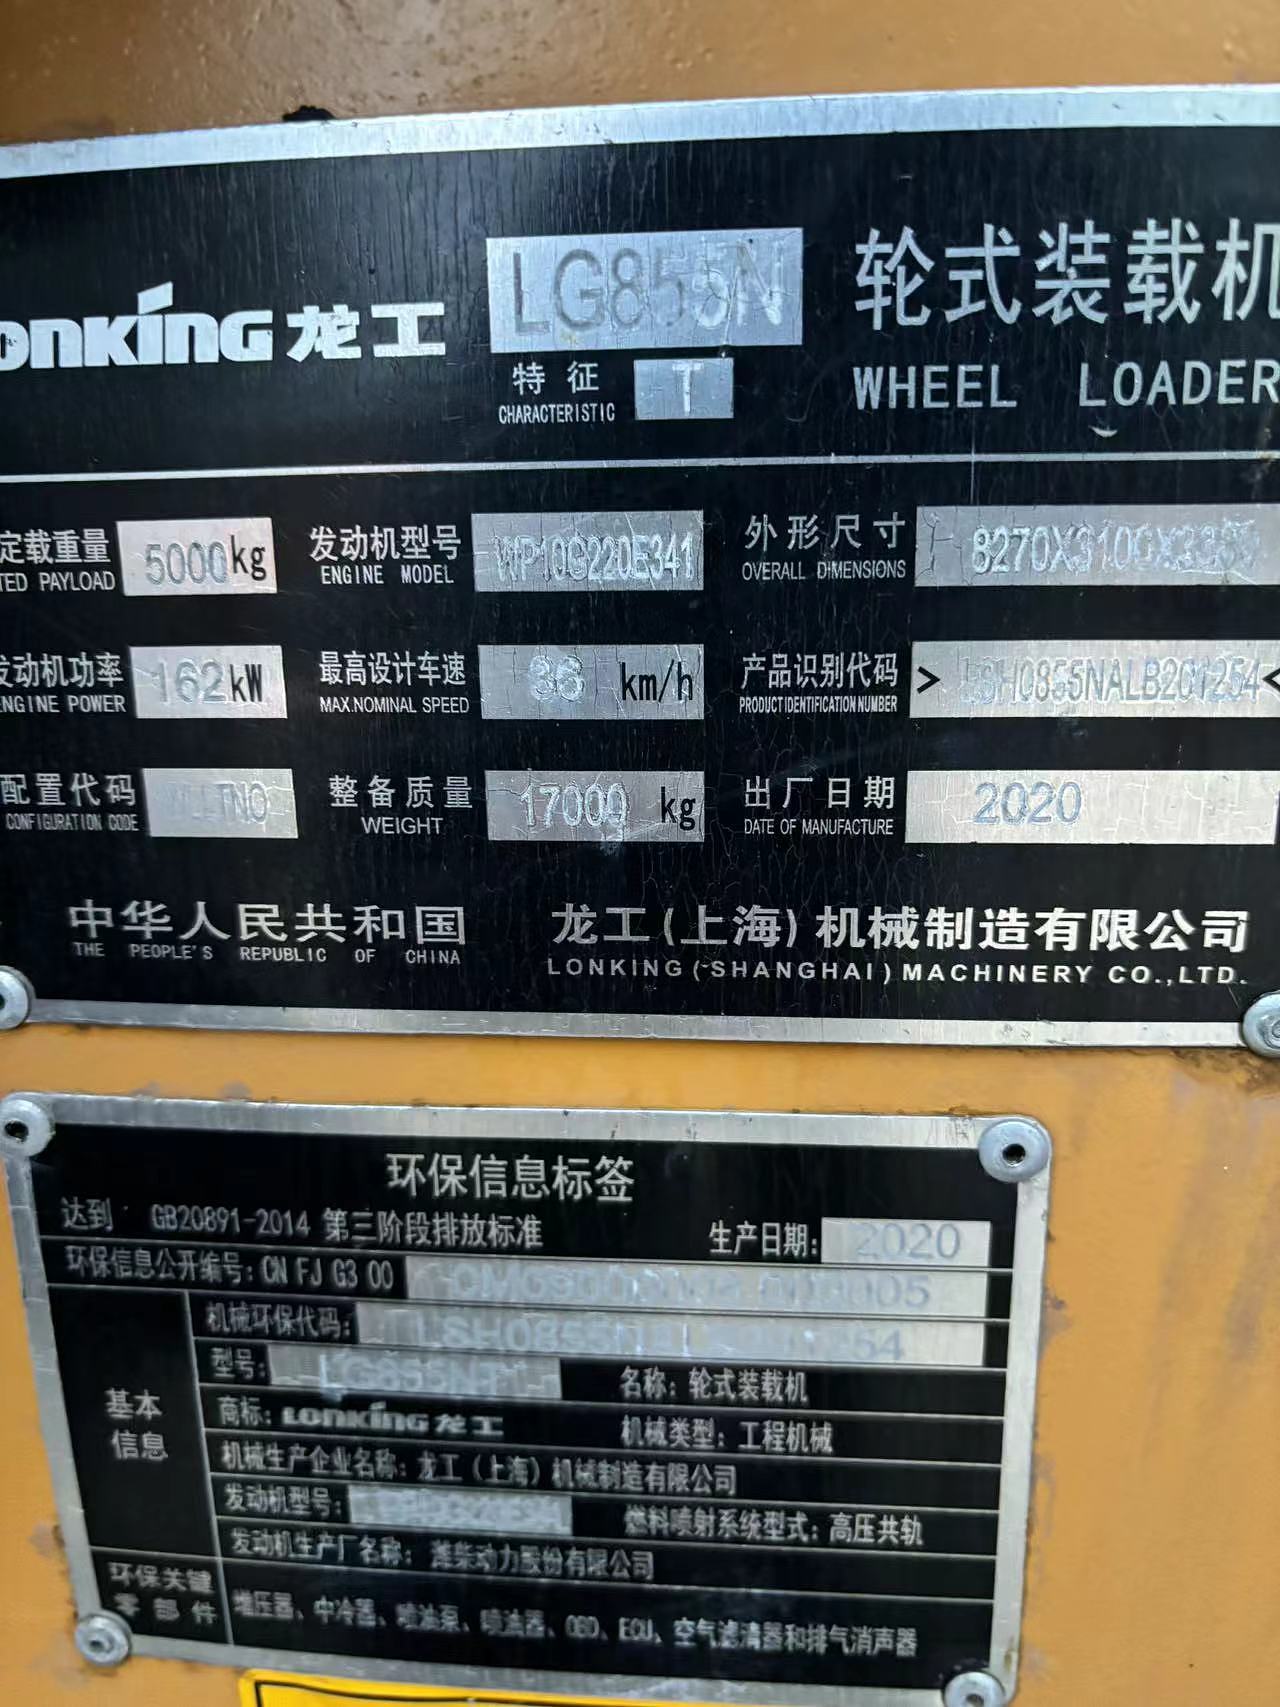 LONKING 龙工 LG855N 轮式装载机
特征 T
CHARACTERISTIC WHEEL LOADER
定载重量 5000kg 发动机型号 WP10G220E341 外形尺寸
PAYLOAD ENGINE MODEL OVERALL DIMENSIONS
发动机功率 162kW 最高设计车速 36 km/h 产品识别代码 >LSH0855NALB201254<
ENGINE POWER MAX.NOMINAL SPEED PRODUCT IDENTIFICATION NUMBER
配置代码 整备质量 17000 kg 出厂日期 2020
CONFIGURATION CODE WEIGHT DATE OF MANUFACTURE
中华人民共和国 龙工(上海)机械制造有限公司
THE PEOPLE'S REPUBLIC OF CHINA LONKING (SHANGHAI) MACHINERY CO.,LTD.
环保信息标签
达到 GB20891-2014 第三阶段排放标准 生产日期: 2020
环保信息公开编号: CN FJ G3 00
机械环保代码:
型号: LG855NT 名称: 轮式装载机
基本信息
商标: LONKING 龙工 机械类型: 工程机械
机械生产企业名称: 龙工(上海)机械制造有限公司
发动机型号: 燃料喷射系统型式: 高压共轨
发动机生产厂名称: 潍柴动力股份有限公司
环保关键零部件
增压器、中冷器、喷油泵、喷油器、OBD、ECU、空气滤清器和排气消声器